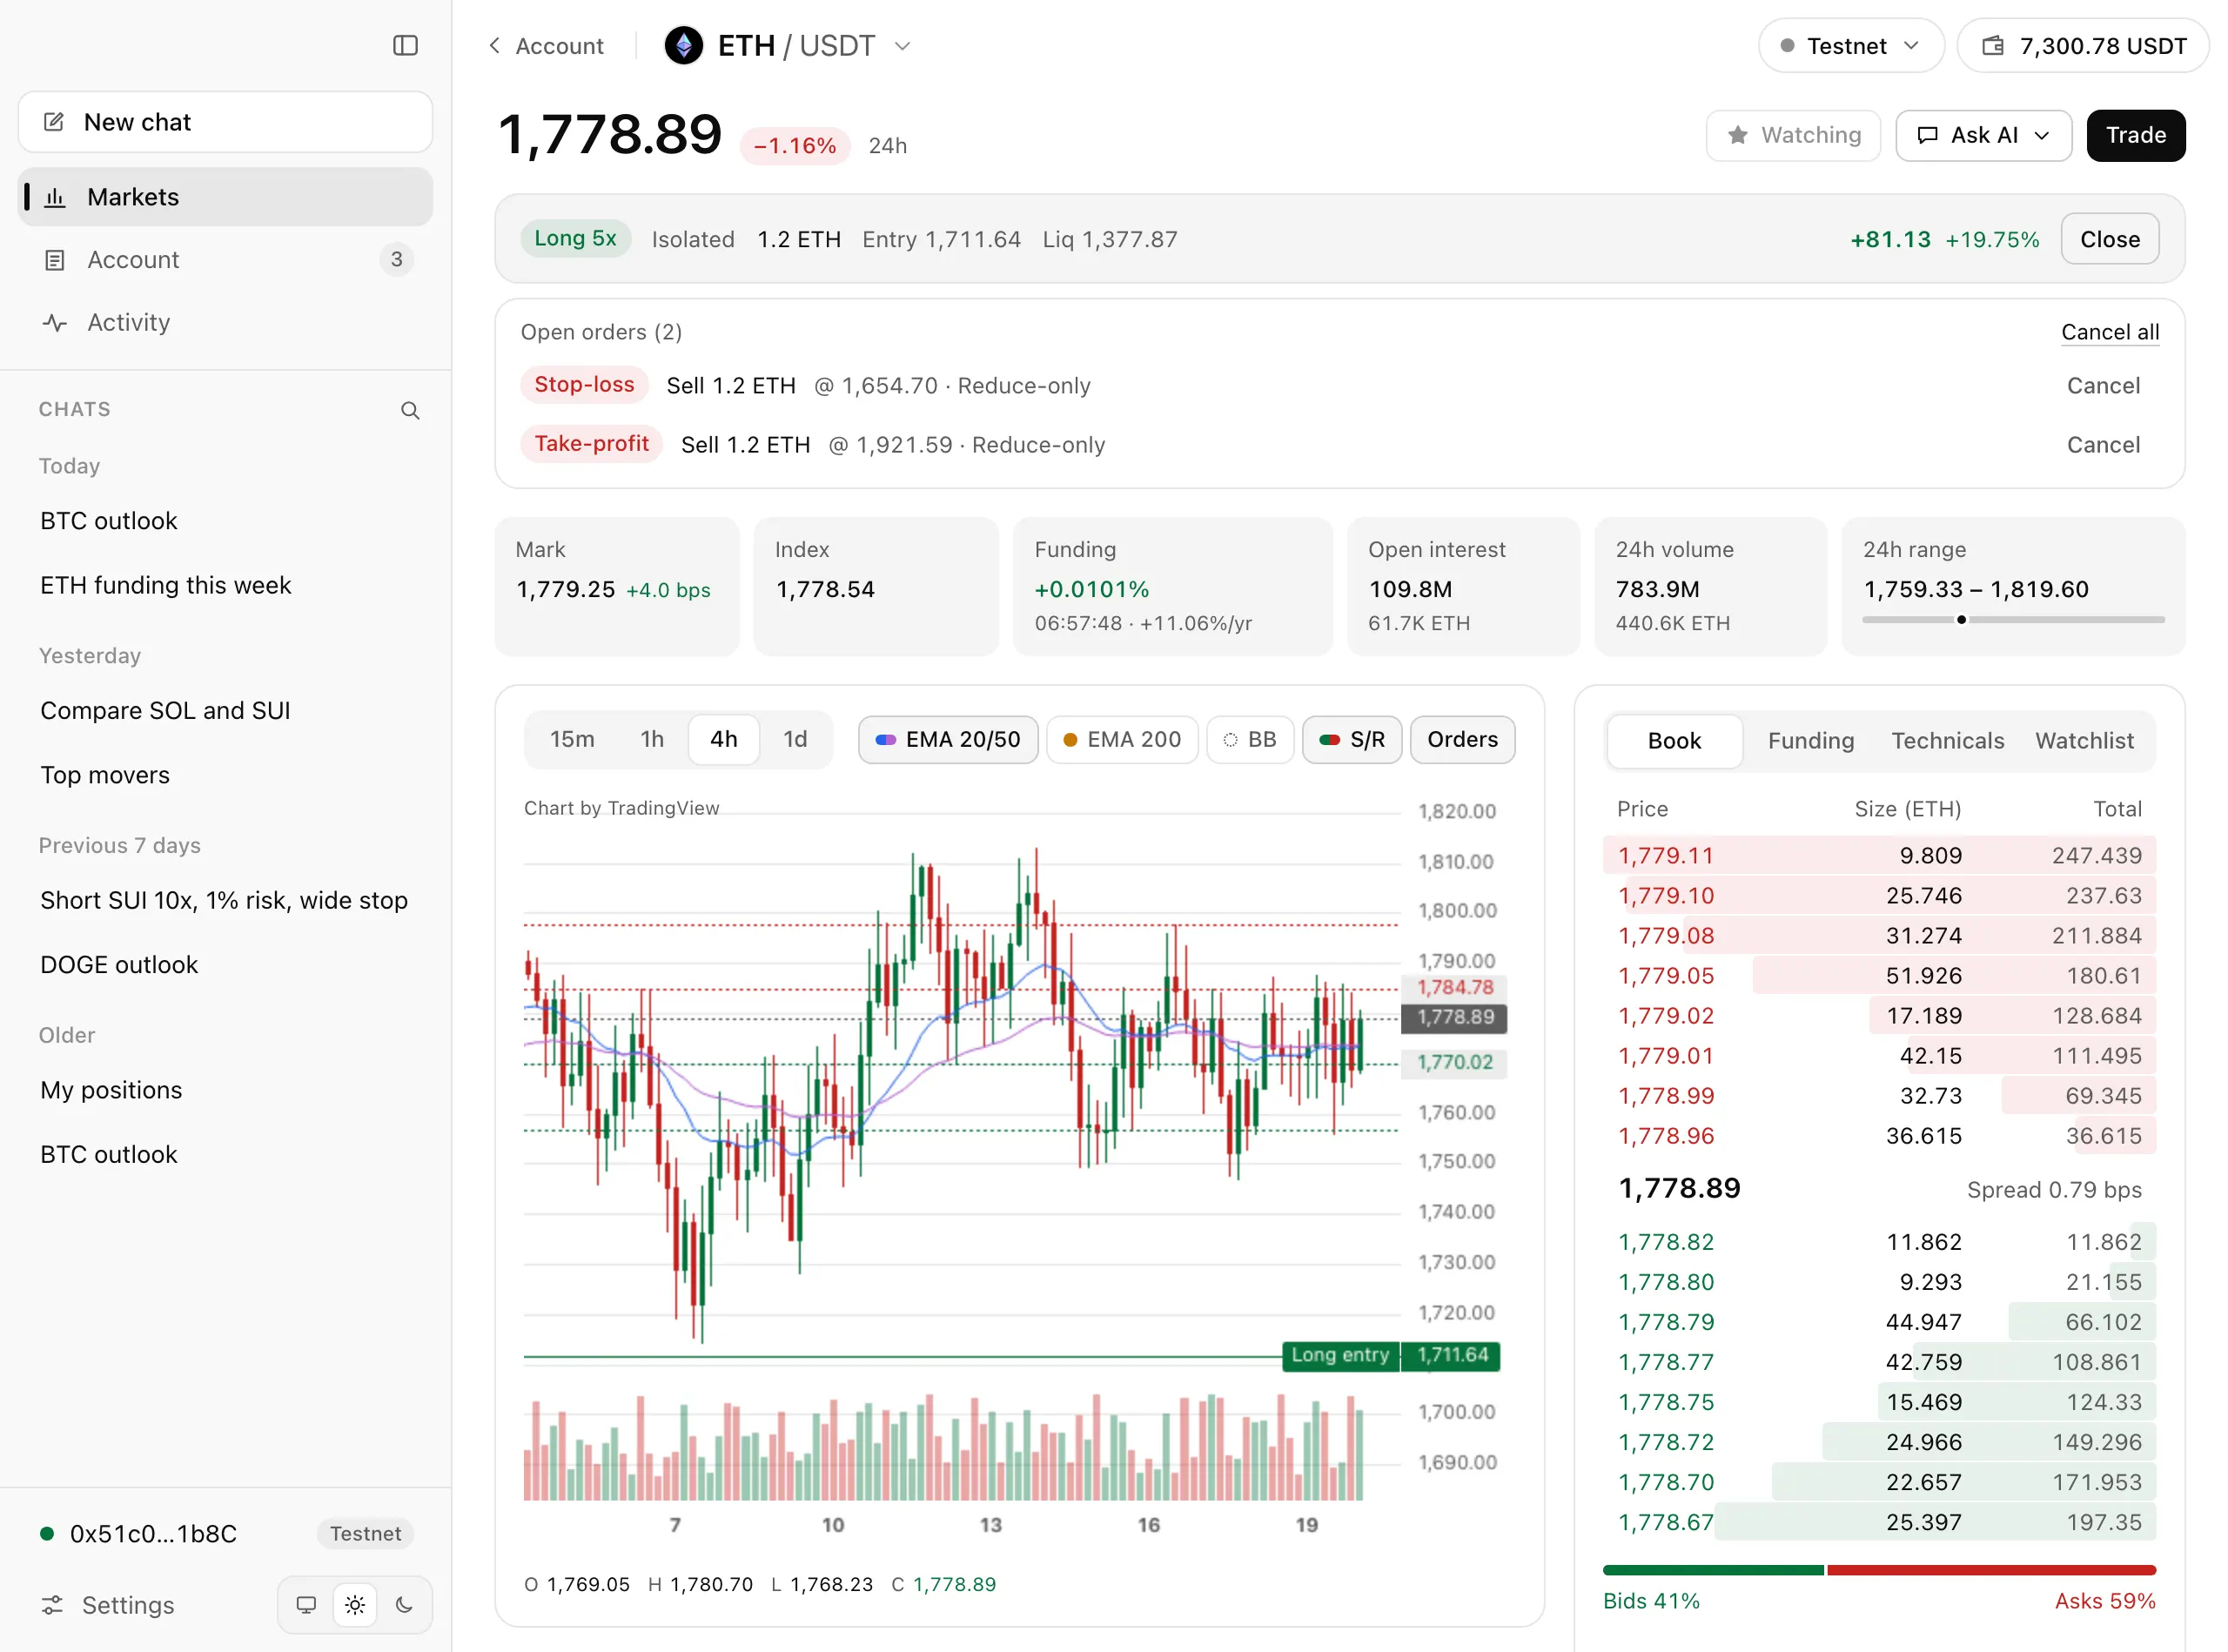 New chat
Markets
Account 3
Activity
CHATS
Today
BTC outlook
ETH funding this week
Yesterday
Compare SOL and SUI
Top movers
Previous 7 days
Short SUI 10x, 1% risk, wide stop
DOGE outlook
Older
My positions
BTC outlook
0x51c0...1b8C Testnet
Settings
Account ETH / USDT Testnet 7,300.78 USDT
1,778.89 −1.16% 24h Watching Ask AI Trade
Long 5x Isolated 1.2 ETH Entry 1,711.64 Liq 1,377.87 +81.13 +19.75% Close
Open orders (2) Cancel all
Stop-loss Sell 1.2 ETH @ 1,654.70 · Reduce-only Cancel
Take-profit Sell 1.2 ETH @ 1,921.59 · Reduce-only Cancel
Mark
1,779.25 +4.0 bps
Index
1,778.54
Funding
+0.0101%
06:57:48 · +11.06%/yr
Open interest
109.8M
61.7K ETH
24h volume
783.9M
440.6K ETH
24h range
1,759.33 – 1,819.60
15m 1h 4h 1d EMA 20/50 EMA 200 BB S/R Orders
Chart by TradingView
1,820.00
1,810.00
1,800.00
1,790.00
1,784.78
1,778.89
1,770.02
1,760.00
1,750.00
1,740.00
1,730.00
1,720.00
Long entry 1,711.64
1,700.00
1,690.00
7 10 13 16 19
O 1,769.05 H 1,780.70 L 1,768.23 C 1,778.89
Book Funding Technicals Watchlist
Price Size (ETH) Total
1,779.11 9.809 247.439
1,779.10 25.746 237.63
1,779.08 31.274 211.884
1,779.05 51.926 180.61
1,779.02 17.189 128.684
1,779.01 42.15 111.495
1,778.99 32.73 69.345
1,778.96 36.615 36.615
1,778.89 Spread 0.79 bps
1,778.82 11.862 11.862
1,778.80 9.293 21.155
1,778.79 44.947 66.102
1,778.77 42.759 108.861
1,778.75 15.469 124.33
1,778.72 24.966 149.296
1,778.70 22.657 171.953
1,778.67 25.397 197.35
Bids 41% Asks 59%